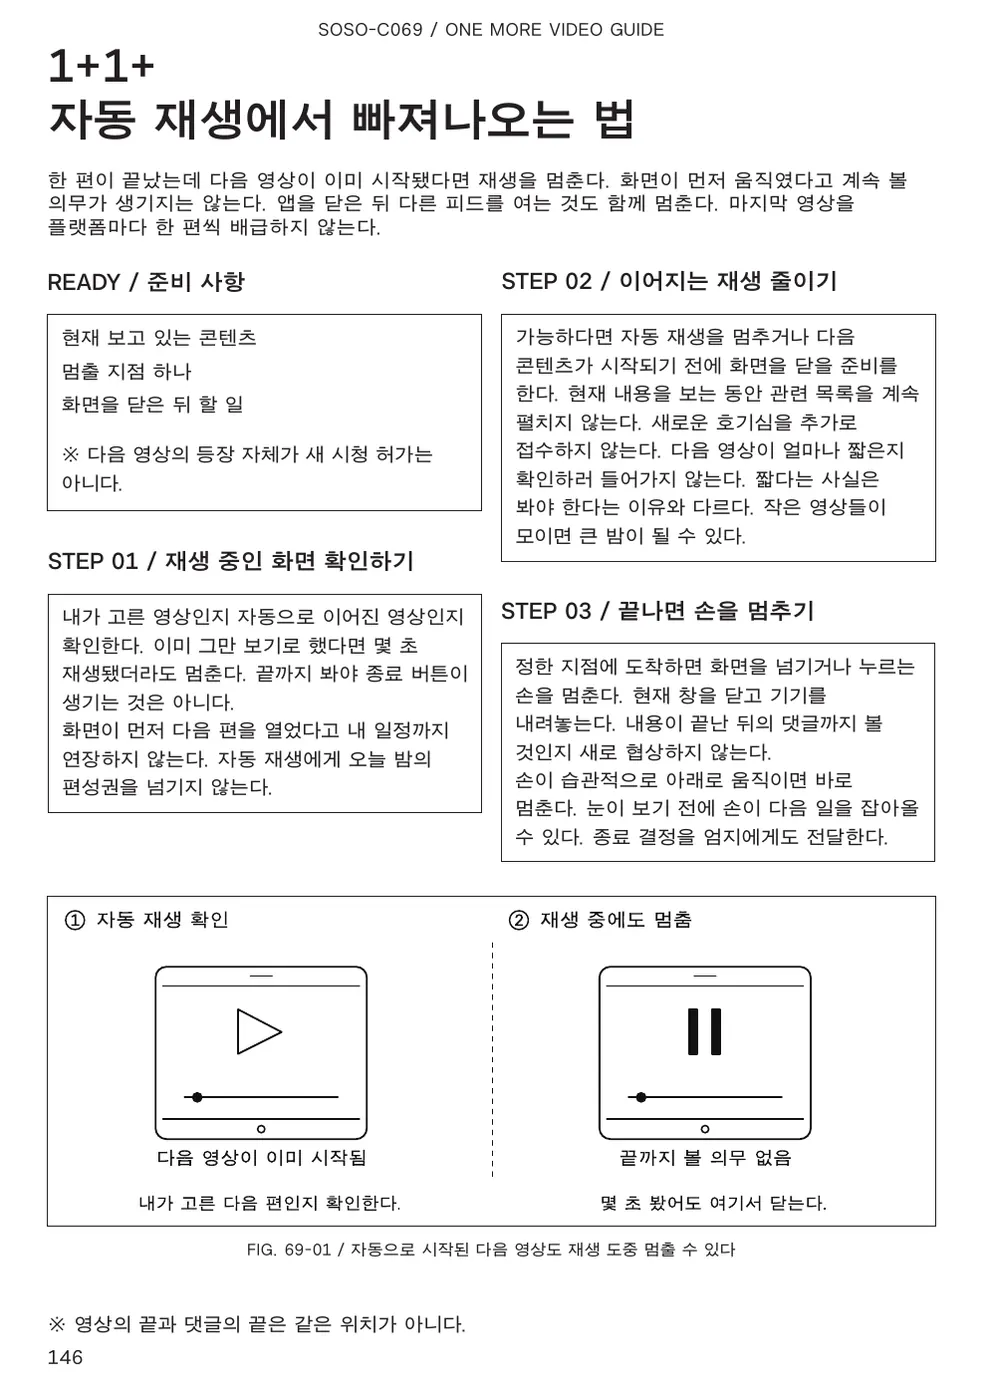 SOSO-C069 / ONE MORE VIDEO GUIDE
1+1+
자동 재생에서 빠져나오는 법
한 편이 끝났는데 다음 영상이 이미 시작됐다면 재생을 멈춘다. 화면이 먼저 움직였다고 계속 볼
의무가 생기지는 않는다. 앱을 닫은 뒤 다른 피드를 여는 것도 함께 멈춘다. 마지막 영상을
플랫폼마다 한 편씩 배급하지 않는다.
READY / 준비 사항
현재 보고 있는 콘텐츠
멈출 지점 하나
화면을 닫은 뒤 할 일
※ 다음 영상의 등장 자체가 새 시청 허가는
아니다.
STEP 01 / 재생 중인 화면 확인하기
내가 고른 영상인지 자동으로 이어진 영상인지
확인한다. 이미 그만 보기로 했다면 몇 초
재생됐더라도 멈춘다. 끝까지 봐야 종료 버튼이
생기는 것은 아니다.
화면이 먼저 다음 편을 열었다고 내 일정까지
연장하지 않는다. 자동 재생에게 오늘 밤의
편성권을 넘기지 않는다.
STEP 02 / 이어지는 재생 줄이기
가능하다면 자동 재생을 멈추거나 다음
콘텐츠가 시작되기 전에 화면을 닫을 준비를
한다. 현재 내용을 보는 동안 관련 목록을 계속
펼치지 않는다. 새로운 호기심을 추가로
접수하지 않는다. 다음 영상이 얼마나 짧은지
확인하러 들어가지 않는다. 짧다는 사실은
봐야 한다는 이유와 다르다. 작은 영상들이
모이면 큰 밤이 될 수 있다.
STEP 03 / 끝나면 손을 멈추기
정한 지점에 도착하면 화면을 넘기거나 누르는
손을 멈춘다. 현재 창을 닫고 기기를
내려놓는다. 내용이 끝난 뒤의 댓글까지 볼
것인지 새로 협상하지 않는다.
손이 습관적으로 아래로 움직이면 바로
멈춘다. 눈이 보기 전에 손이 다음 일을 잡아올
수 있다. 종료 결정을 엄지에게도 전달한다.
① 자동 재생 확인
다음 영상이 이미 시작됨
내가 고른 다음 편인지 확인한다.
② 재생 중에도 멈춤
끝까지 볼 의무 없음
몇 초 봤어도 여기서 닫는다.
FIG. 69-01 / 자동으로 시작된 다음 영상도 재생 도중 멈출 수 있다
※ 영상의 끝과 댓글의 끝은 같은 위치가 아니다.
146